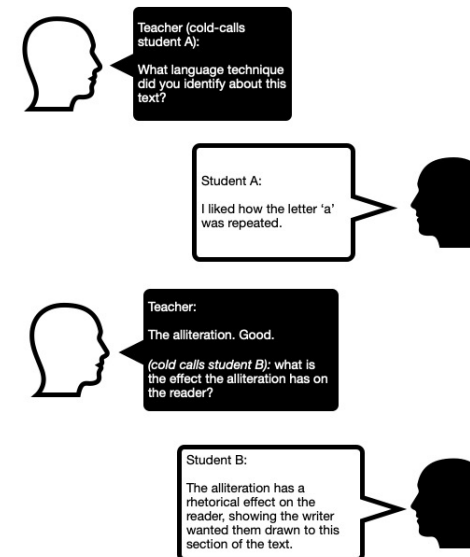 Teacher (cold-calls
student A):
What language technique
did you identify about this
text?
Student A:
I liked how the letter ‘a’
was repeated.
Teacher:
The alliteration. Good.
(cold calls student B): what is
the effect the alliteration has on
the reader?
Student B:
The alliteration has a
rhetorical effect on the
reader, showing the writer
wanted them drawn to this
section of the text.